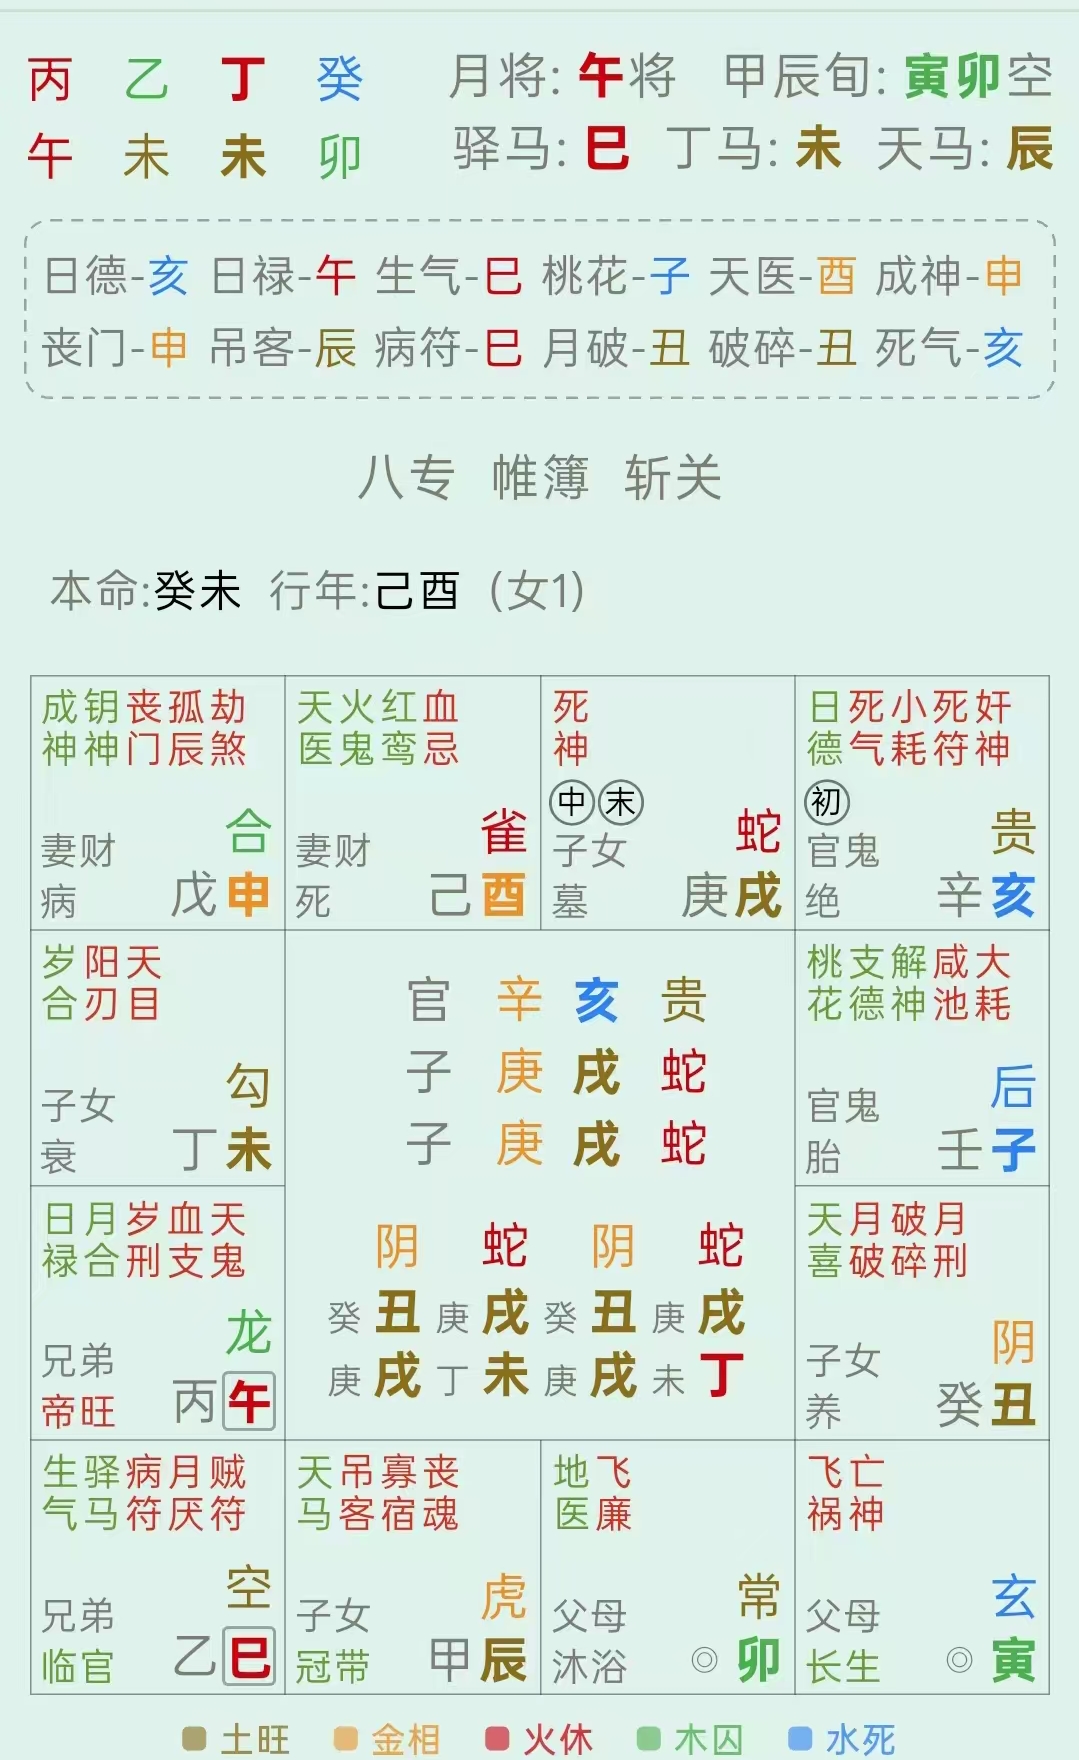 丙 乙 丁 癸 月将: 午将 甲辰旬: 寅卯空
午 未 未 卯 驿马: 巳 丁马: 未 天马: 辰
日德-亥 日禄-午 生气-巳 桃花-子 天医-酉 成神-申
丧门-申 吊客-辰 病符-巳 月破-丑 破碎-丑 死气-亥
八专 帷簿 斩关
本命:癸未 行年:己酉 (女1)
成钥丧孤劫
神神门辰煞
合
妻财
病 戊申
天火红血
医鬼鸾忌
雀
妻财
死 己酉
死
神
中 末
蛇
子女
墓 庚戌
日死小死奸
德气耗符神
初
贵
官鬼
绝 辛亥
岁阳天
合刃目
勾
子女
衰 丁未
官 辛 亥 贵
子 庚 戌 蛇
子 庚 戌 蛇
阴 蛇 阴 蛇
癸 丑 庚 戌 癸 丑 庚 戌
庚 戌 丁 未 庚 戌 未 丁
桃支解咸大
花德神池耗
后
官鬼
胎 壬子
日月岁血天
禄合刑支鬼
龙
兄弟
帝旺 丙午
天月破月
喜破碎刑
阴
子女
养 癸丑
生驿病月贼
气马符厌符
空
兄弟
临官 乙巳
天吊寡丧
马客宿魂
虎
子女
冠带 甲辰
地飞
医廉
常
父母
沐浴 ◎ 卯
飞亡
祸神
玄
父母
长生 ◎ 寅
土旺 金相 火休 木囚 水死